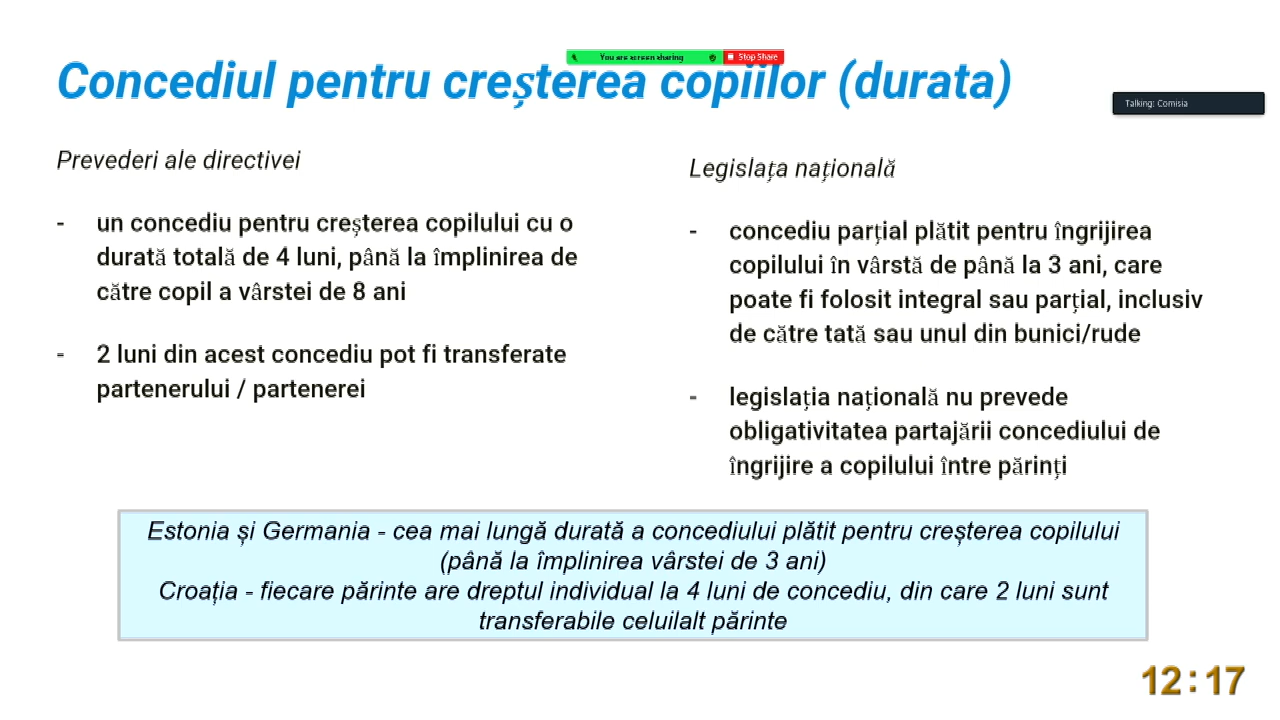 You are screen sharing
Stop Share
Concediul pentru creșterea copiilor (durata)
Talking: Comisia
Prevederi ale directivei
- un concediu pentru creșterea copilului cu o
durată totală de 4 luni, până la împlinirea de
către copil a vârstei de 8 ani
- 2 luni din acest concediu pot fi transferate
partenerului / partenerei
Legislața națională
- concediu parțial plătit pentru îngrijirea
copilului în vârstă de până la 3 ani, care
poate fi folosit integral sau parțial, inclusiv
de către tată sau unul din bunici/rude
- legislația națională nu prevede
obligativitatea partajării concediului de
îngrijire a copilului între părinți
Estonia și Germania - cea mai lungă durată a concediului plătit pentru creșterea copilului
(până la împlinirea vârstei de 3 ani)
Croația - fiecare părinte are dreptul individual la 4 luni de concediu, din care 2 luni sunt
transferabile celuilalt părinte
12:17